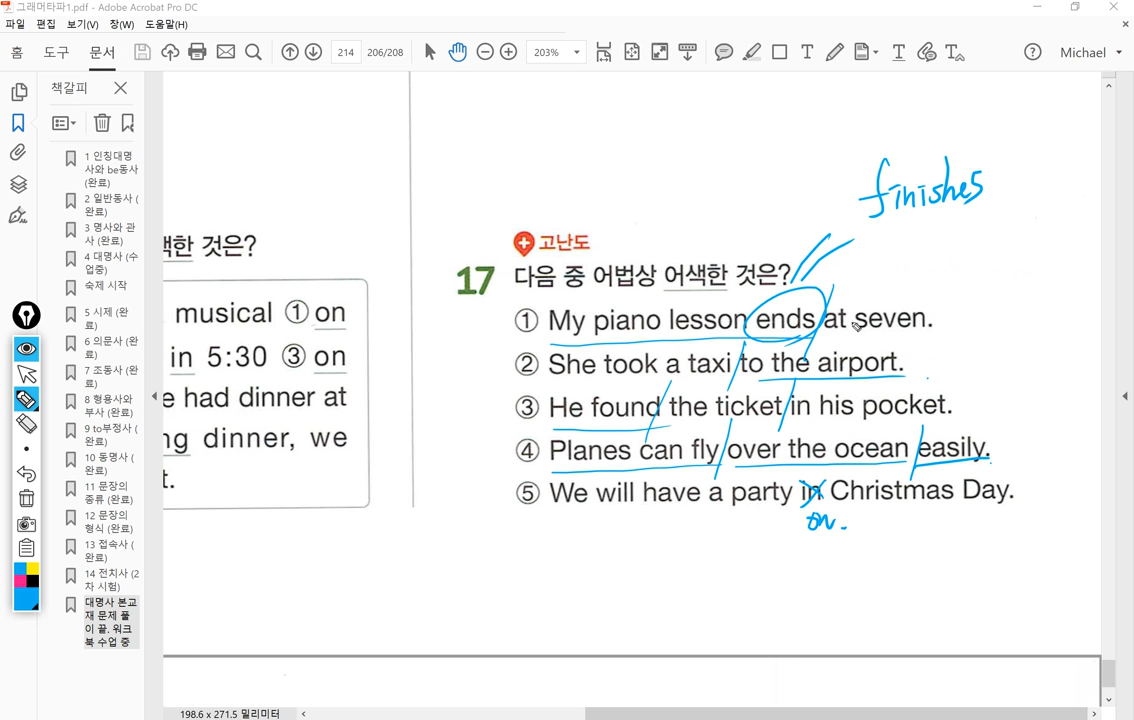 그래머타파1.pdf - Adobe Acrobat Pro DC
파일 편집 보기(V) 창(W) 도움말(H)
홈 도구 문서 214 206/208 203% Michael
책갈피
1 인칭대명
사와 be동사
(완료)
2 일반동사 (
완료)
3 명사와 관
사 (완료)
4 대명사 (수
업중)
숙제 시작
5 시제 (완
료)
6 의문사 (완
료)
7 조동사 (완
료)
8 형용사와
부사 (완료)
9 to부정사 (
완료)
10 동명사 (
완료)
11 문장의
종류 (완료)
12 문장의
형식 (완료)
13 접속사 (
완료)
14 전치사 (2
차 시험)
대명사 본교
재 문제 풀
이 끝. 워크
북 수업 중
색한 것은?
musical ① on
in 5:30 ③ on
e had dinner at
ng dinner, we
t.
finishes
고난도
17 다음 중 어법상 어색한 것은?
① My piano lesson ends at seven.
② She took a taxi to the airport.
③ He found the ticket in his pocket.
④ Planes can fly over the ocean easily.
⑤ We will have a party in Christmas Day.
on.
198.6 x 271.5 밀리미터